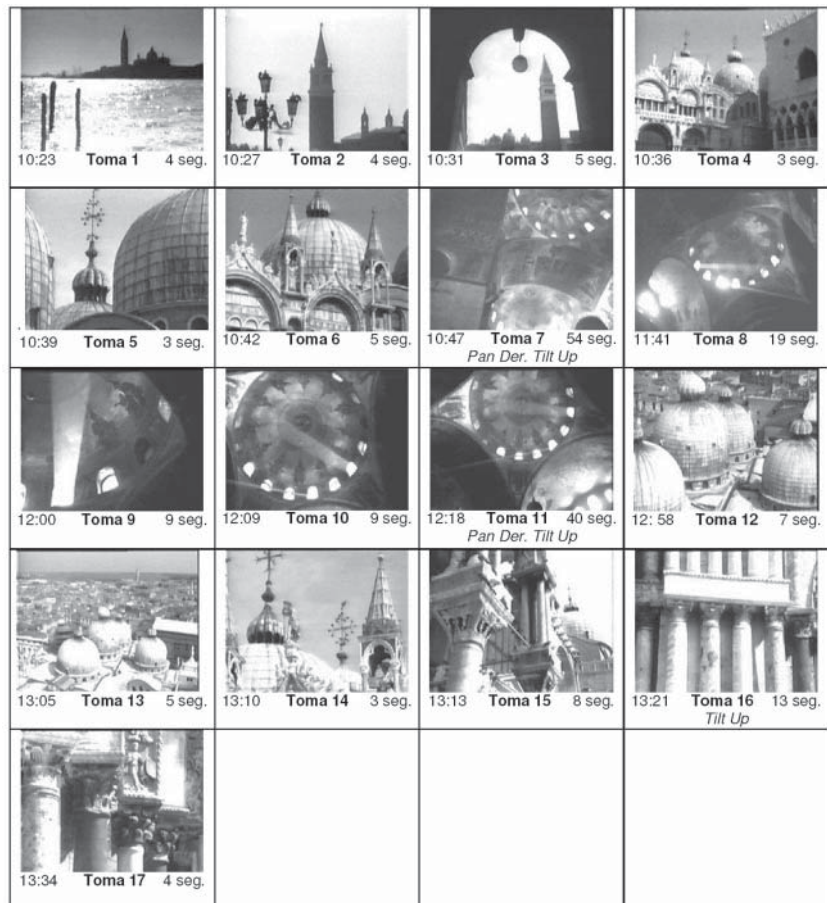 10:23 Toma 1 4 seg.
10:27 Toma 2 4 seg.
10:31 Toma 3 5 seg.
10:36 Toma 4 3 seg.
10:39 Toma 5 3 seg.
10:42 Toma 6 5 seg.
10:47 Toma 7 54 seg.
Pan Der. Tilt Up
11:41 Toma 8 19 seg.
12:00 Toma 9 9 seg.
12:09 Toma 10 9 seg.
12:18 Toma 11 40 seg.
Pan Der. Tilt Up
12: 58 Toma 12 7 seg.
13:05 Toma 13 5 seg.
13:10 Toma 14 3 seg.
13:13 Toma 15 8 seg.
13:21 Toma 16 13 seg.
Tilt Up
13:34 Toma 17 4 seg.